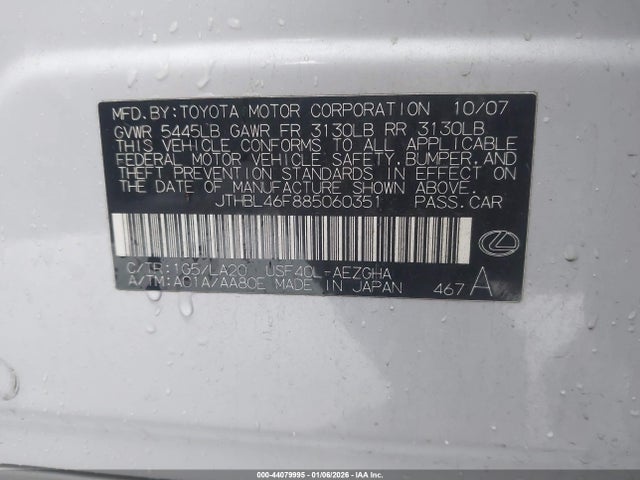 MFD.BY:TOYOTA MOTOR CORPORATION 10/07
GVWR 5445LB GAWR FR 3130LB RR 3130LB
THIS VEHICLE CONFORMS TO ALL APPLICABLE
FEDERAL MOTOR VEHICLE SAFETY,BUMPER,AND
THEFT PREVENTION STANDARDS IN EFFECT ON
THE DATE OF MANUFACTURE SHOWN ABOVE.
JTHBL46F885060351 PASS.CAR
C/TR:1G5/LA20 USF40L-AEZGHA
A/TM:A01A/AA80E MADE IN JAPAN 467 A
000-44079995 - 01/06/2026 - IAA Inc.